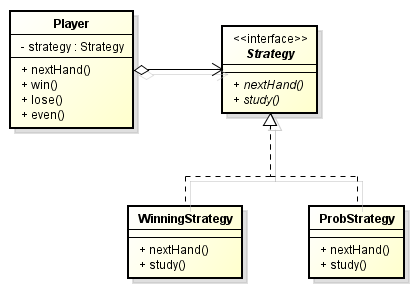 Player
- strategy : Strategy
+ nextHand()
+ win()
+ lose()
+ even()
<<interface>>
Strategy
+ nextHand()
+ study()
WinningStrategy
+ nextHand()
+ study()
ProbStrategy
+ nextHand()
+ study()